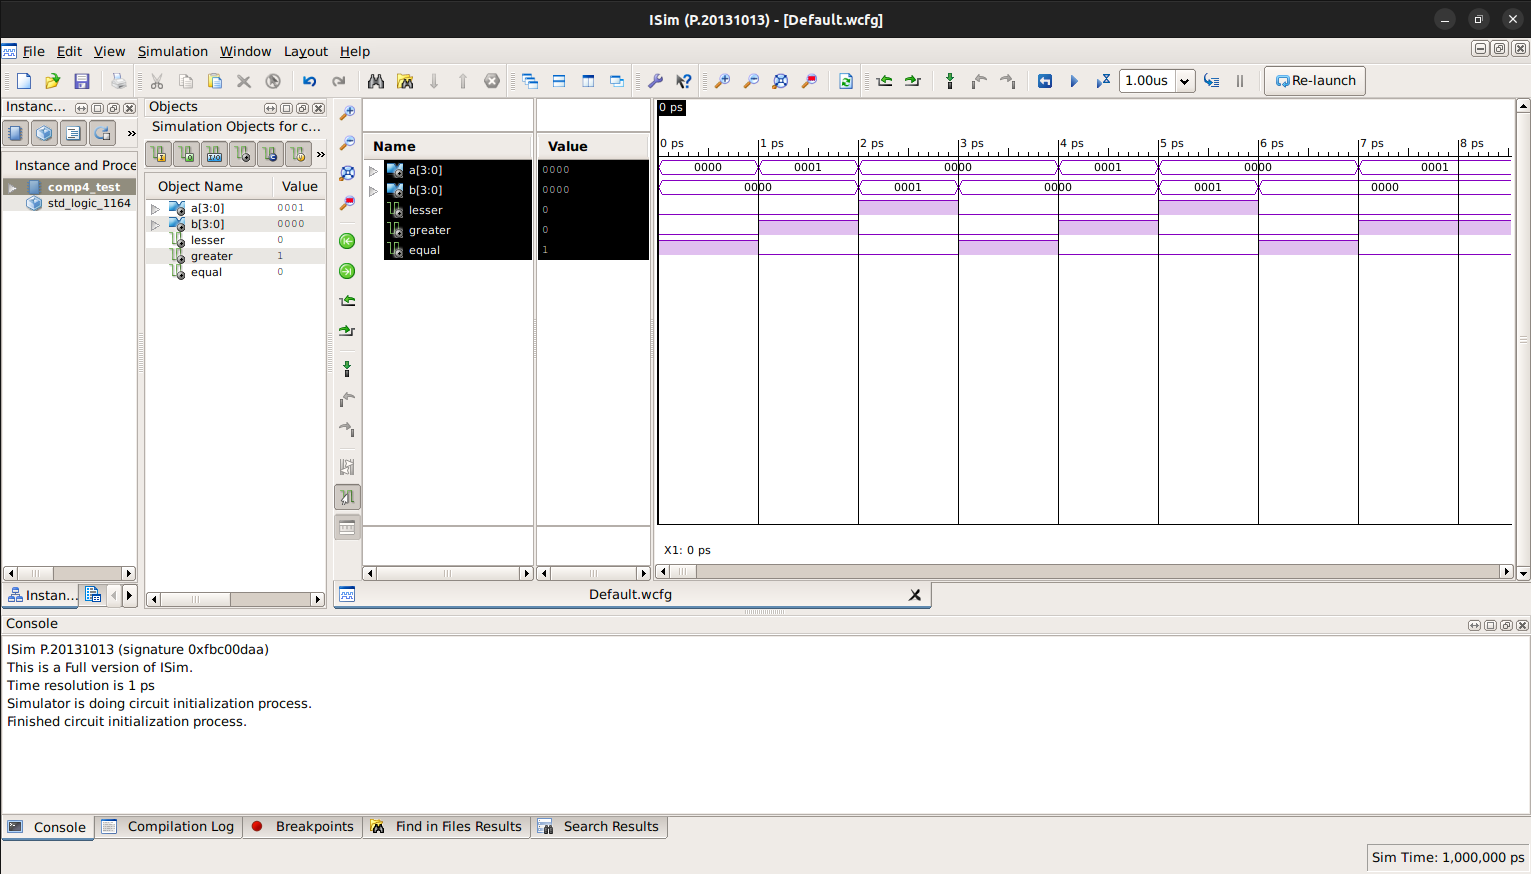 ISim (P.20131013) - [Default.wcfg]
File Edit View Simulation Window Layout Help
1.00us
Re-launch
Instanc...
Instance and Proce
comp4_test
std_logic_1164
Instan...
Objects
Simulation Objects for c...
Object Name Value
a[3:0] 0001
b[3:0] 0000
lesser 0
greater 1
equal 0
Name Value
a[3:0] 0000
b[3:0] 0000
lesser 0
greater 0
equal 1
0 ps
0 ps 1 ps 2 ps 3 ps 4 ps 5 ps 6 ps 7 ps 8 ps
0000 0001 0000 0001 0000 0001
0000 0001 0000 0001 0000
X1: 0 ps
Default.wcfg
Console
ISim P.20131013 (signature 0xfbc00daa)
This is a Full version of ISim.
Time resolution is 1 ps
Simulator is doing circuit initialization process.
Finished circuit initialization process.
Console Compilation Log Breakpoints Find in Files Results Search Results
Sim Time: 1,000,000 ps